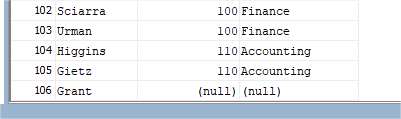 102 Sciarra 100 Finance
103 Urman 100 Finance
104 Higgins 110 Accounting
105 Gietz 110 Accounting
106 Grant (null) (null)